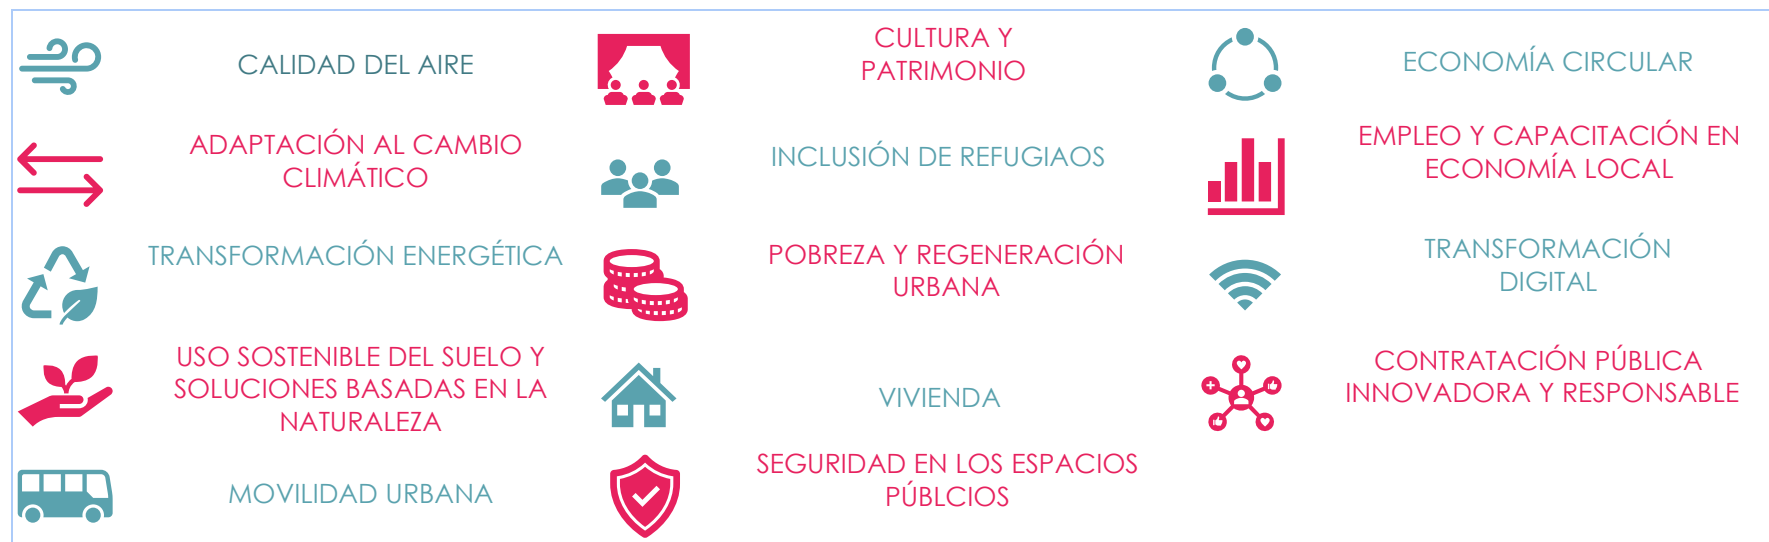 CALIDAD DEL AIRE
ADAPTACIÓN AL CAMBIO
CLIMÁTICO
TRANSFORMACIÓN ENERGÉTICA
USO SOSTENIBLE DEL SUELO Y
SOLUCIONES BASADAS EN LA
NATURALEZA
MOVILIDAD URBANA
CULTURA Y
PATRIMONIO
INCLUSIÓN DE REFUGIAOS
POBREZA Y REGENERACIÓN
URBANA
VIVIENDA
SEGURIDAD EN LOS ESPACIOS
PÚBLCIOS
ECONOMÍA CIRCULAR
EMPLEO Y CAPACITACIÓN EN
ECONOMÍA LOCAL
TRANSFORMACIÓN
DIGITAL
CONTRATACIÓN PÚBLICA
INNOVADORA Y RESPONSABLE